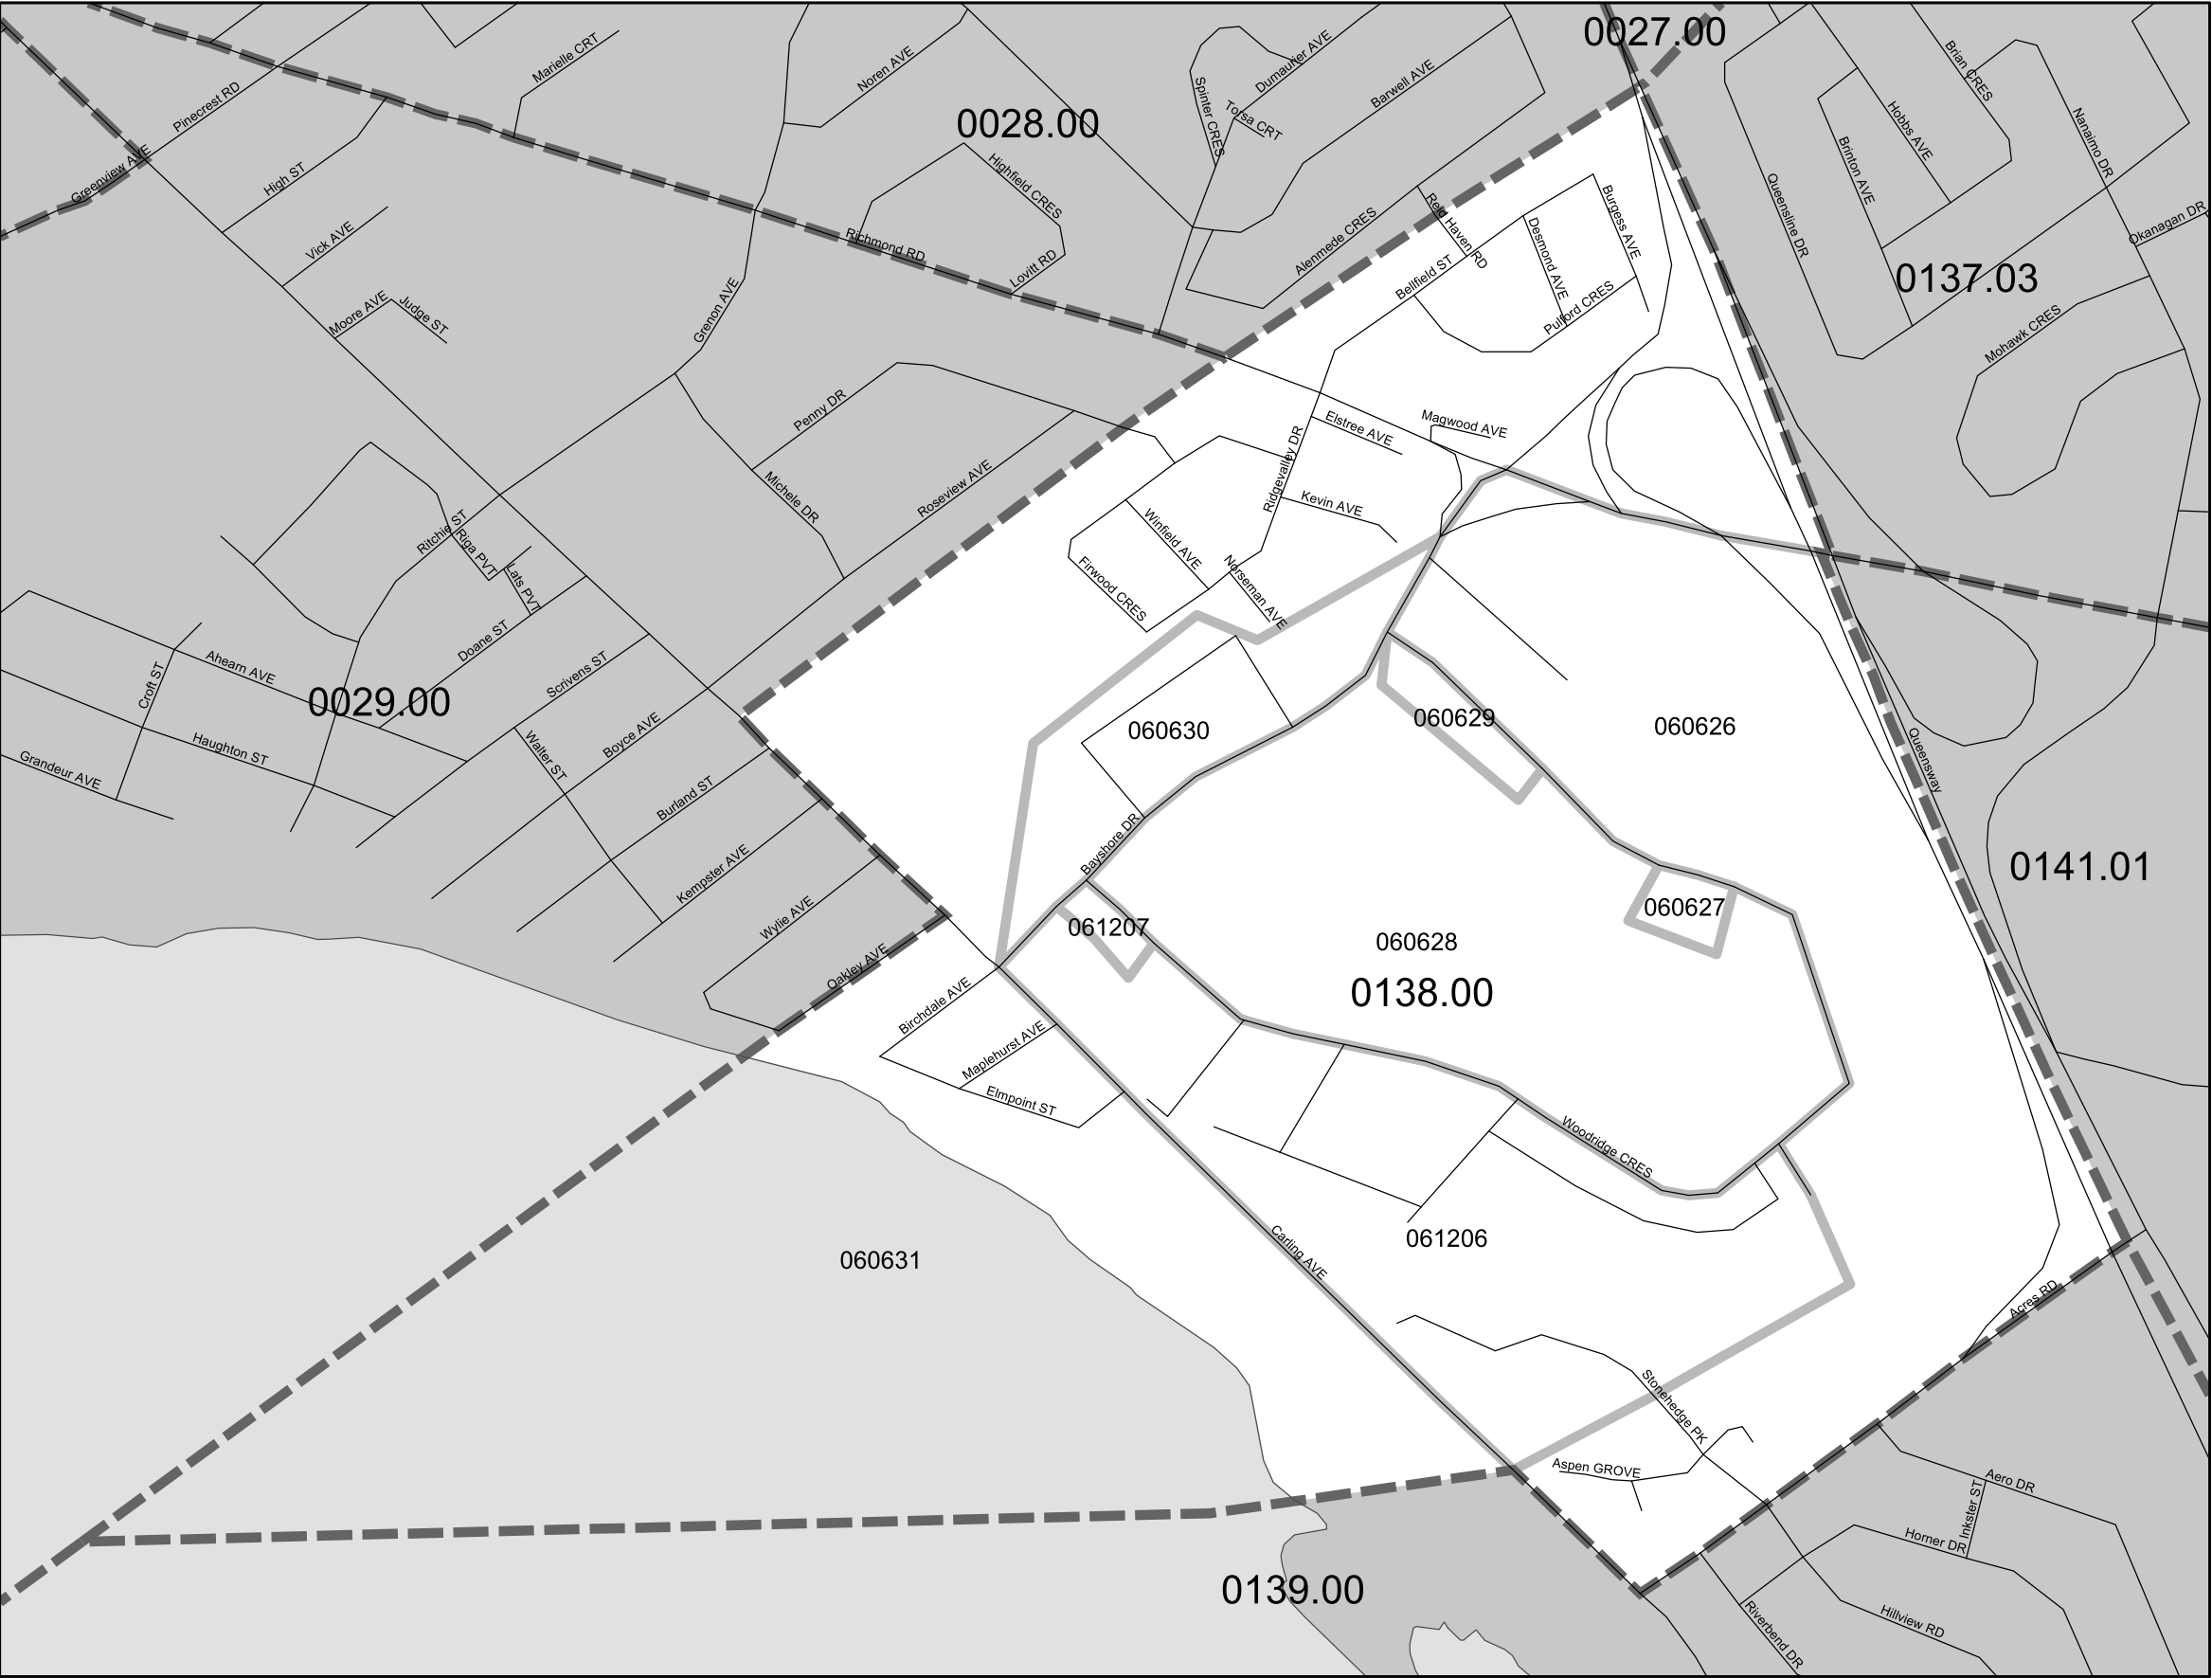 0027.00
Marielle CRT
Noren AVE
Dumaurier AVE
Barwell AVE
Brian CRES
Pinecrest RD
Spinter CRES
Torsa CRT
0028.00
Hobbs AVE
Nanaimo DR
Greenview AVE
High ST
Highfield CRES
Brinton AVE
Queensline DR
Okanagan DR
Vick AVE
Richmond RD
Lovitt RD
Alenmede CRES
Reid Haven RD
Burgess AVE
Desmond AVE
Bellfield ST
Pulford CRES
0137.03
Moore AVE
Judge ST
Grenon AVE
Mohawk CRES
Penny DR
Elstree AVE
Magwood AVE
Ridgevalley DR
Michele DR
Roseview AVE
Kevin AVE
Winfield AVE
Ritchie ST
Riga PVT
Lats PVT
Firwood CRES
Norseman AVE
Doane ST
Ahearn AVE
Croft ST
Scrivens ST
0029.00
060630
060629
060626
Haughton ST
Walter ST
Boyce AVE
Grandeur AVE
Queensway
Burland ST
Bayshore DR
Kempster AVE
0141.01
Wylie AVE
061207
060627
060628
Oakley AVE
0138.00
Birchdale AVE
Maplehurst AVE
Elmpoint ST
Woodridge CRES
061206
060631
Carling AVE
Acres RD
Stonehedge PK
Aspen GROVE
Aero DR
Inkster ST
Horner DR
0139.00
Riverbend DR
Hillview RD